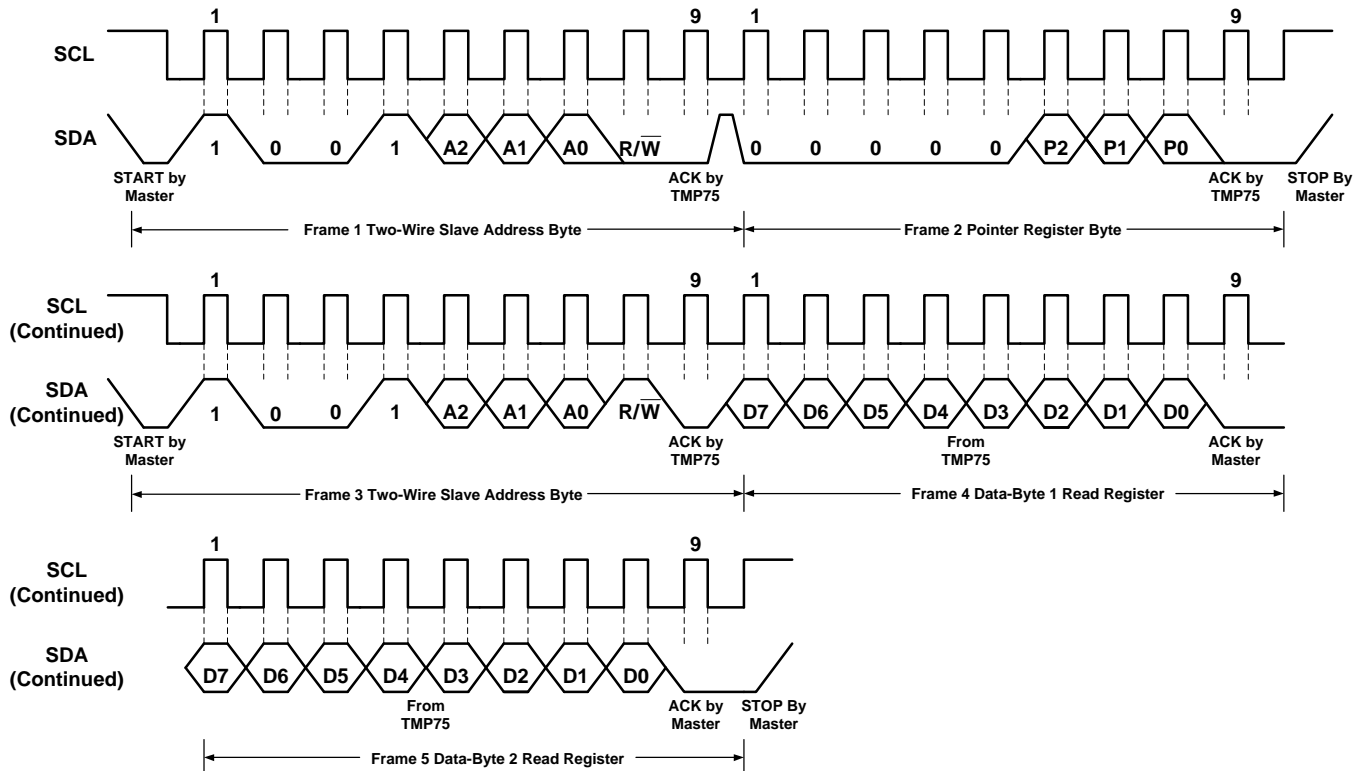 1 9 1 9
SCL
SDA
1 0 0 1 A2 A1 A0 R/W̅ 0 0 0 0 0 P2 P1 P0
START by Master
ACK by TMP75
ACK by TMP75
STOP By Master
Frame 1 Two-Wire Slave Address Byte
Frame 2 Pointer Register Byte
1 9 1 9
SCL
(Continued)
SDA
(Continued)
1 0 0 1 A2 A1 A0 R/W̅ D7 D6 D5 D4 D3 D2 D1 D0
START by
Master
ACK by
TMP75
From
TMP75
ACK by
Master
Frame 3 Two-Wire Slave Address Byte
Frame 4 Data-Byte 1 Read Register
1 9
SCL
(Continued)
SDA
(Continued)
D7 D6 D5 D4 D3 D2 D1 D0
From
TMP75
ACK by
Master
STOP By
Master
Frame 5 Data-Byte 2 Read Register